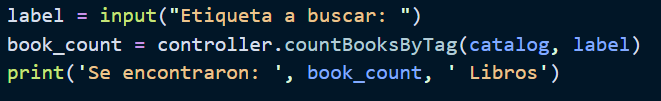 label = input("Etiqueta a buscar: ")
book_count = controller.countBooksByTag(catalog, label)
print('Se encontraron: ', book_count, ' Libros')